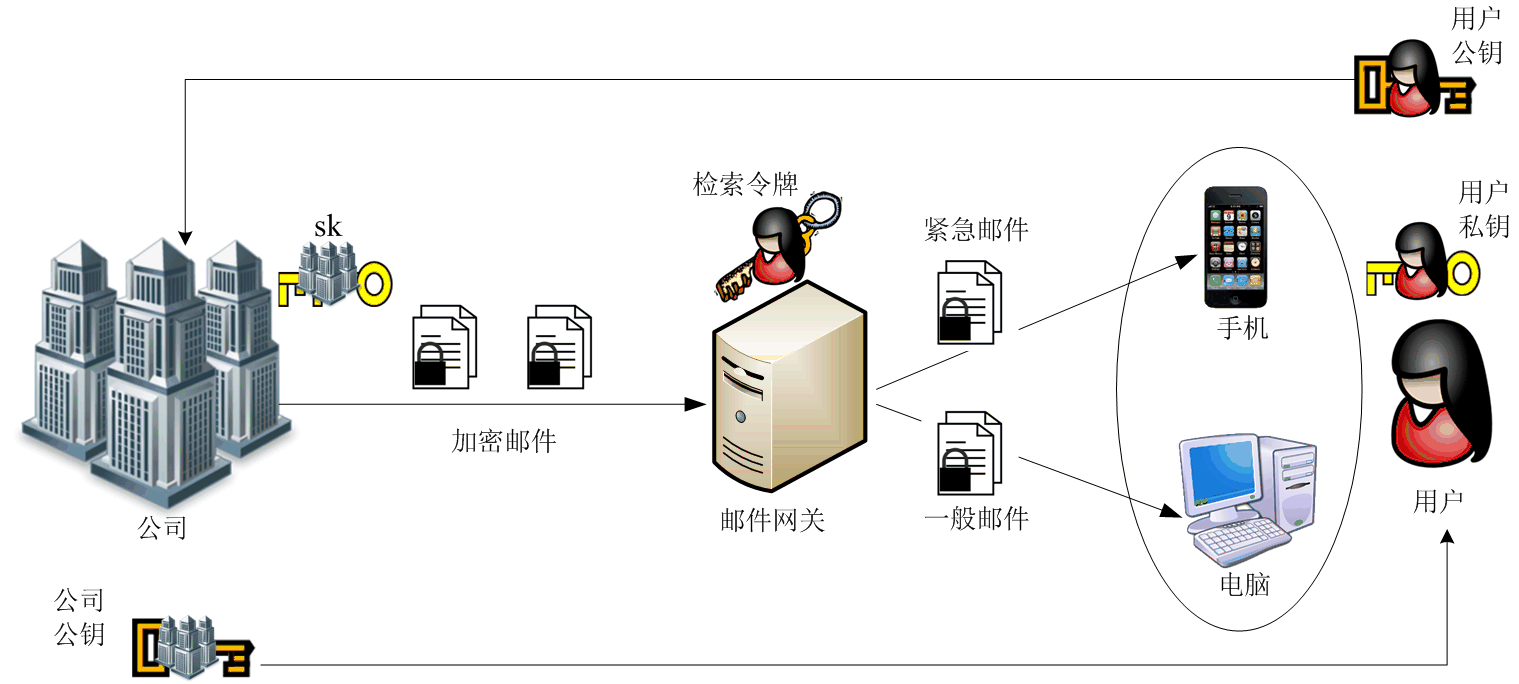 用户
公钥
检索令牌
用户
私钥
sk
紧急邮件
手机
加密邮件
公司
邮件网关
一般邮件
用户
电脑
公司
公钥